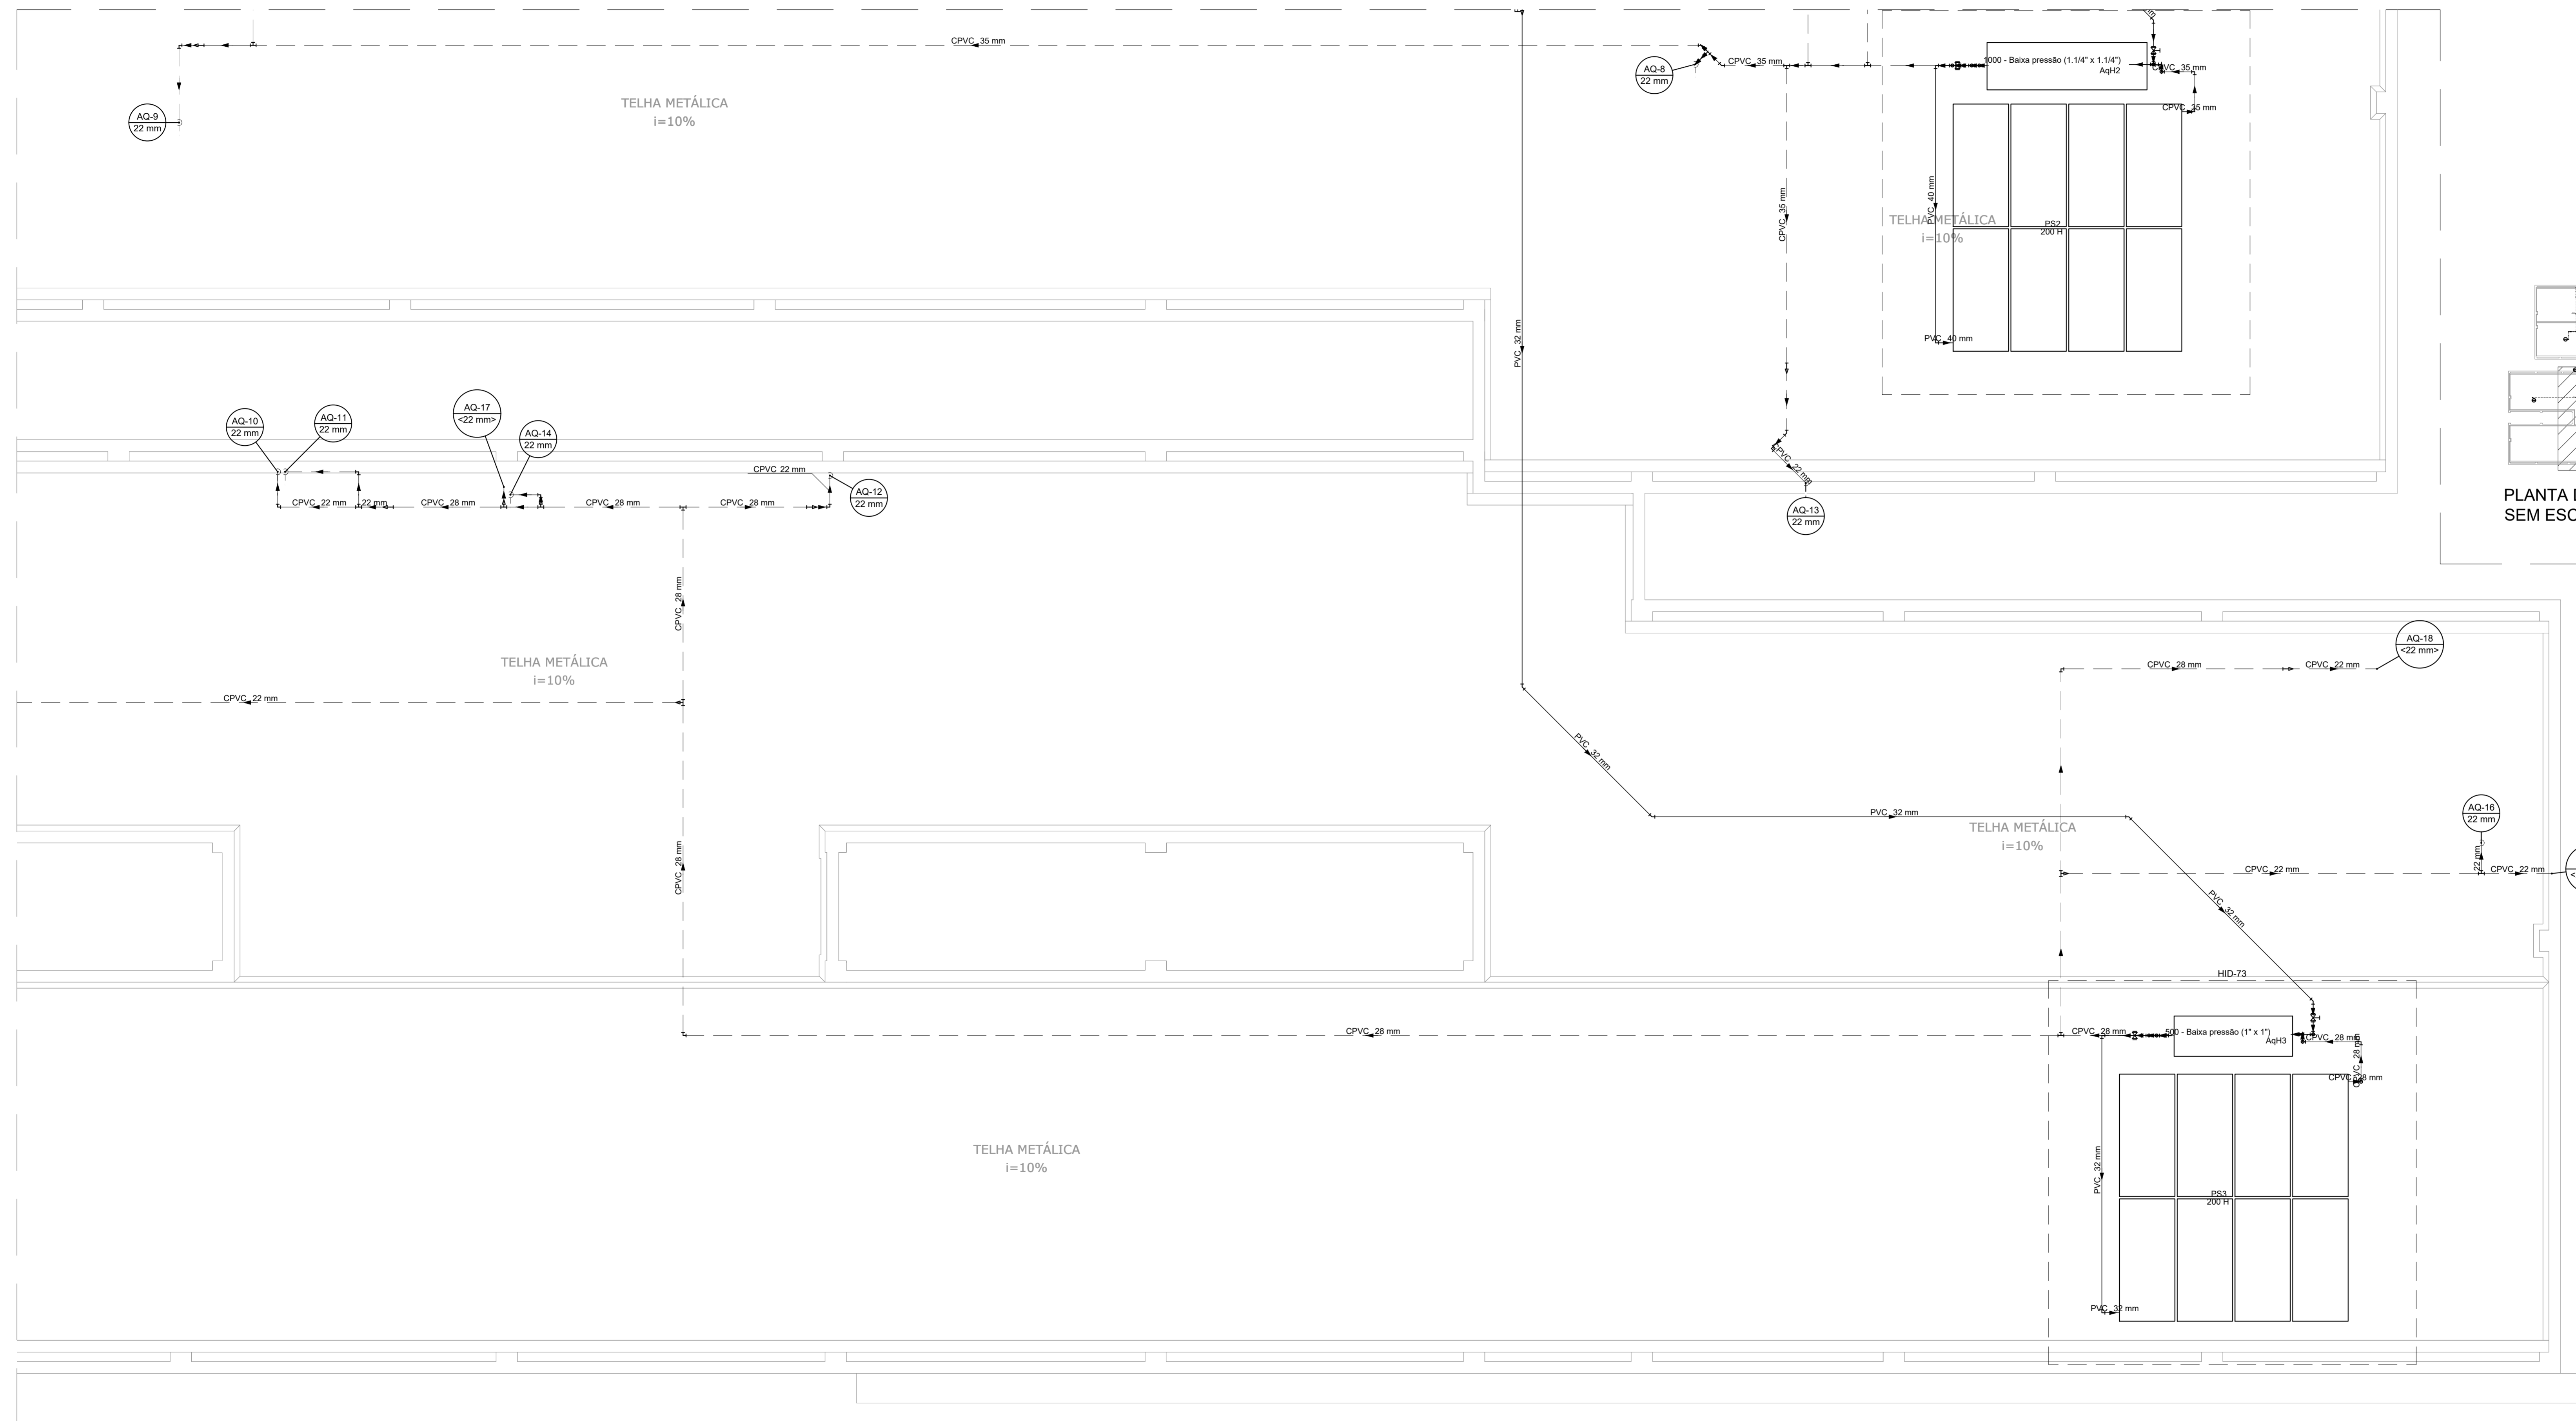 CPVC 35 mm
AQ-9
22 mm
TELHA METÁLICA
i=10%
AQ-8
22 mm
CPVC 35 mm
1000 - Baixa pressão (1.1/4" x 1.1/4")
AqH2
CPVC 35 mm
CPVC 35 mm
CPVC 35 mm
PVC 40 mm
TELHA METÁLICA
i=10%
PS2
200 H
PVC 40 mm
PVC 32 mm
AQ-10
22 mm
AQ-11
22 mm
AQ-17
<22 mm>
AQ-14
22 mm
CPVC 22 mm
AQ-12
22 mm
CPVC 22 mm
22 mm
CPVC 28 mm
CPVC 28 mm
CPVC 28 mm
CPVC 22 mm
AQ-13
22 mm
PLANTA
SEM ESC
CPVC 28 mm
TELHA METÁLICA
i=10%
CPVC 22 mm
CPVC 28 mm
CPVC 22 mm
AQ-18
<22 mm>
PVC 32 mm
PVC 32 mm
TELHA METÁLICA
i=10%
AQ-16
22 mm
22 mm
CPVC 22 mm
CPVC 22 mm
CPVC 28 mm
PVC 32 mm
HID-73
CPVC 28 mm
CPVC 28 mm
500 - Baixa pressão (1" x 1")
AqH3
CPVC 28 mm
CPVC 28 mm
CPVC 28 mm
TELHA METÁLICA
i=10%
PVC 32 mm
PS3
200 H
PVC 32 mm